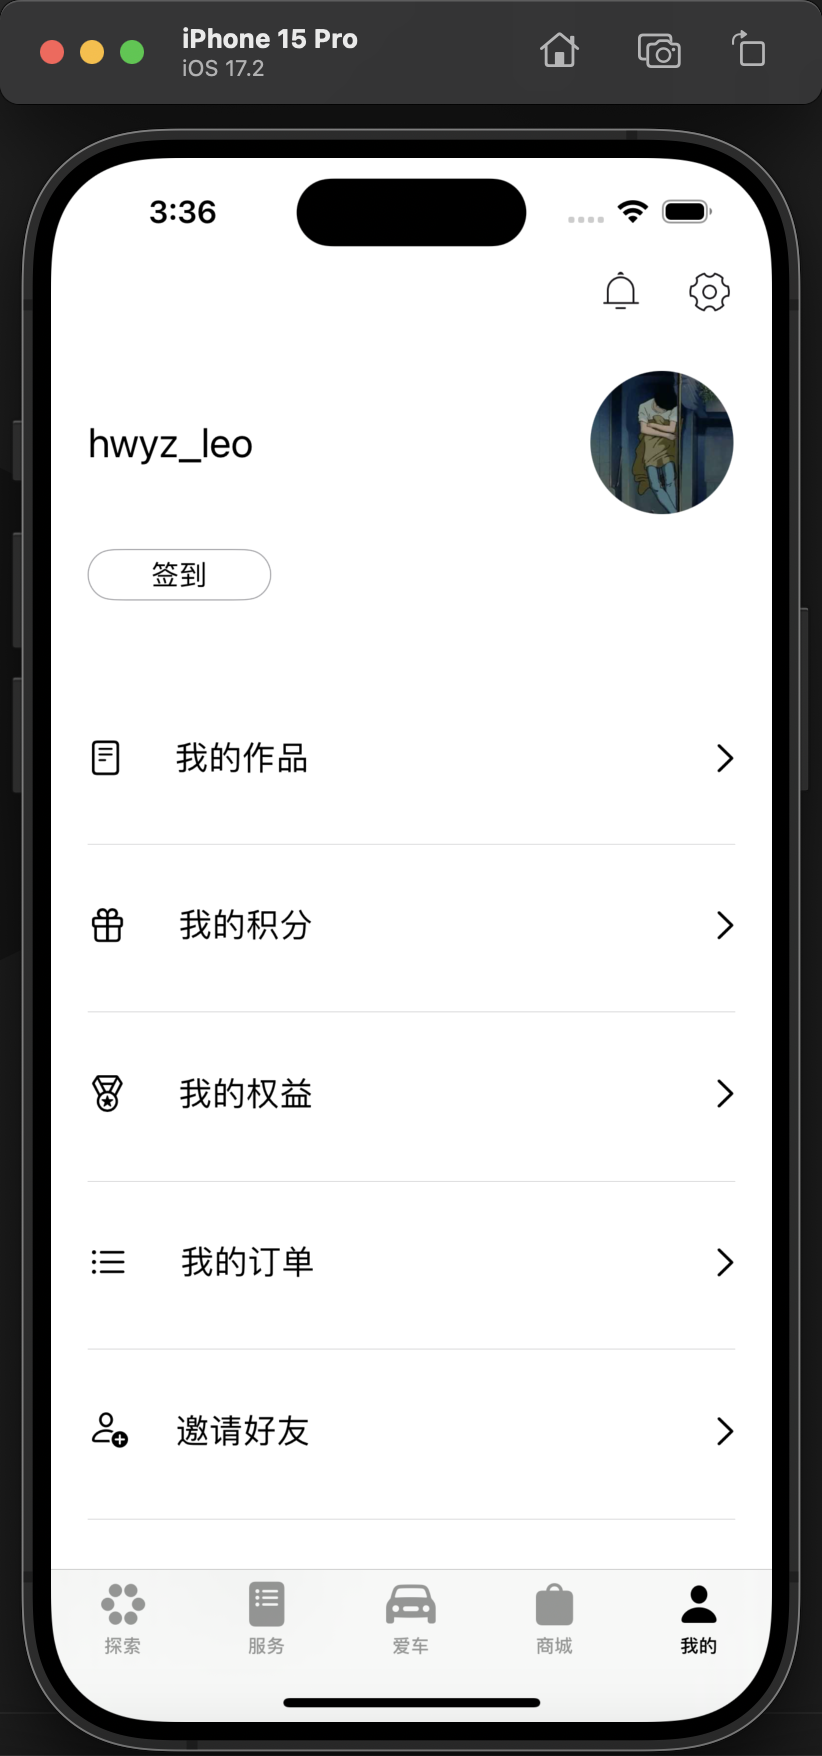 iPhone 15 Pro
iOS 17.2
3:36
hwyz_leo
签到
我的作品
我的积分
我的权益
我的订单
邀请好友
探索 服务 爱车 商城 我的